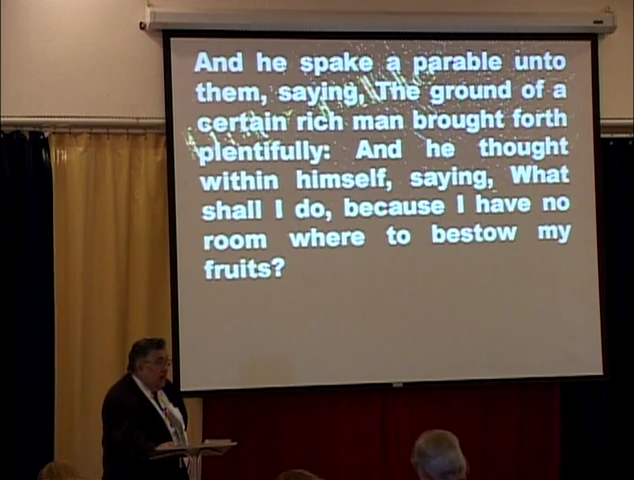 And he spake a parable unto
them, saying, The ground of a
certain rich man brought forth
plentifully: And he thought
within himself, saying, What
shall I do, because I have no
room where to bestow my
fruits?